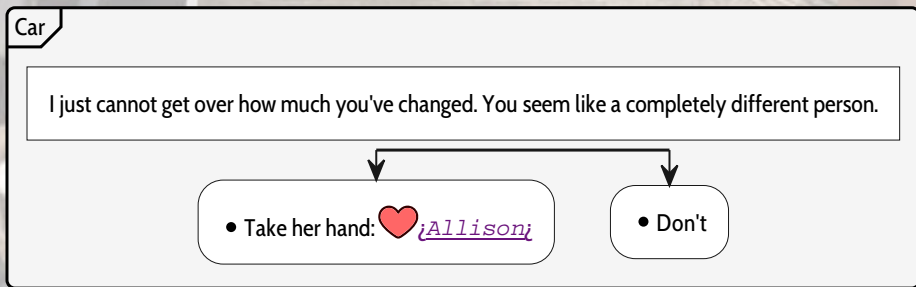 Car
I just cannot get over how much you've changed. You seem like a completely different person.
• Take her hand: ¿Allison¿
• Don't